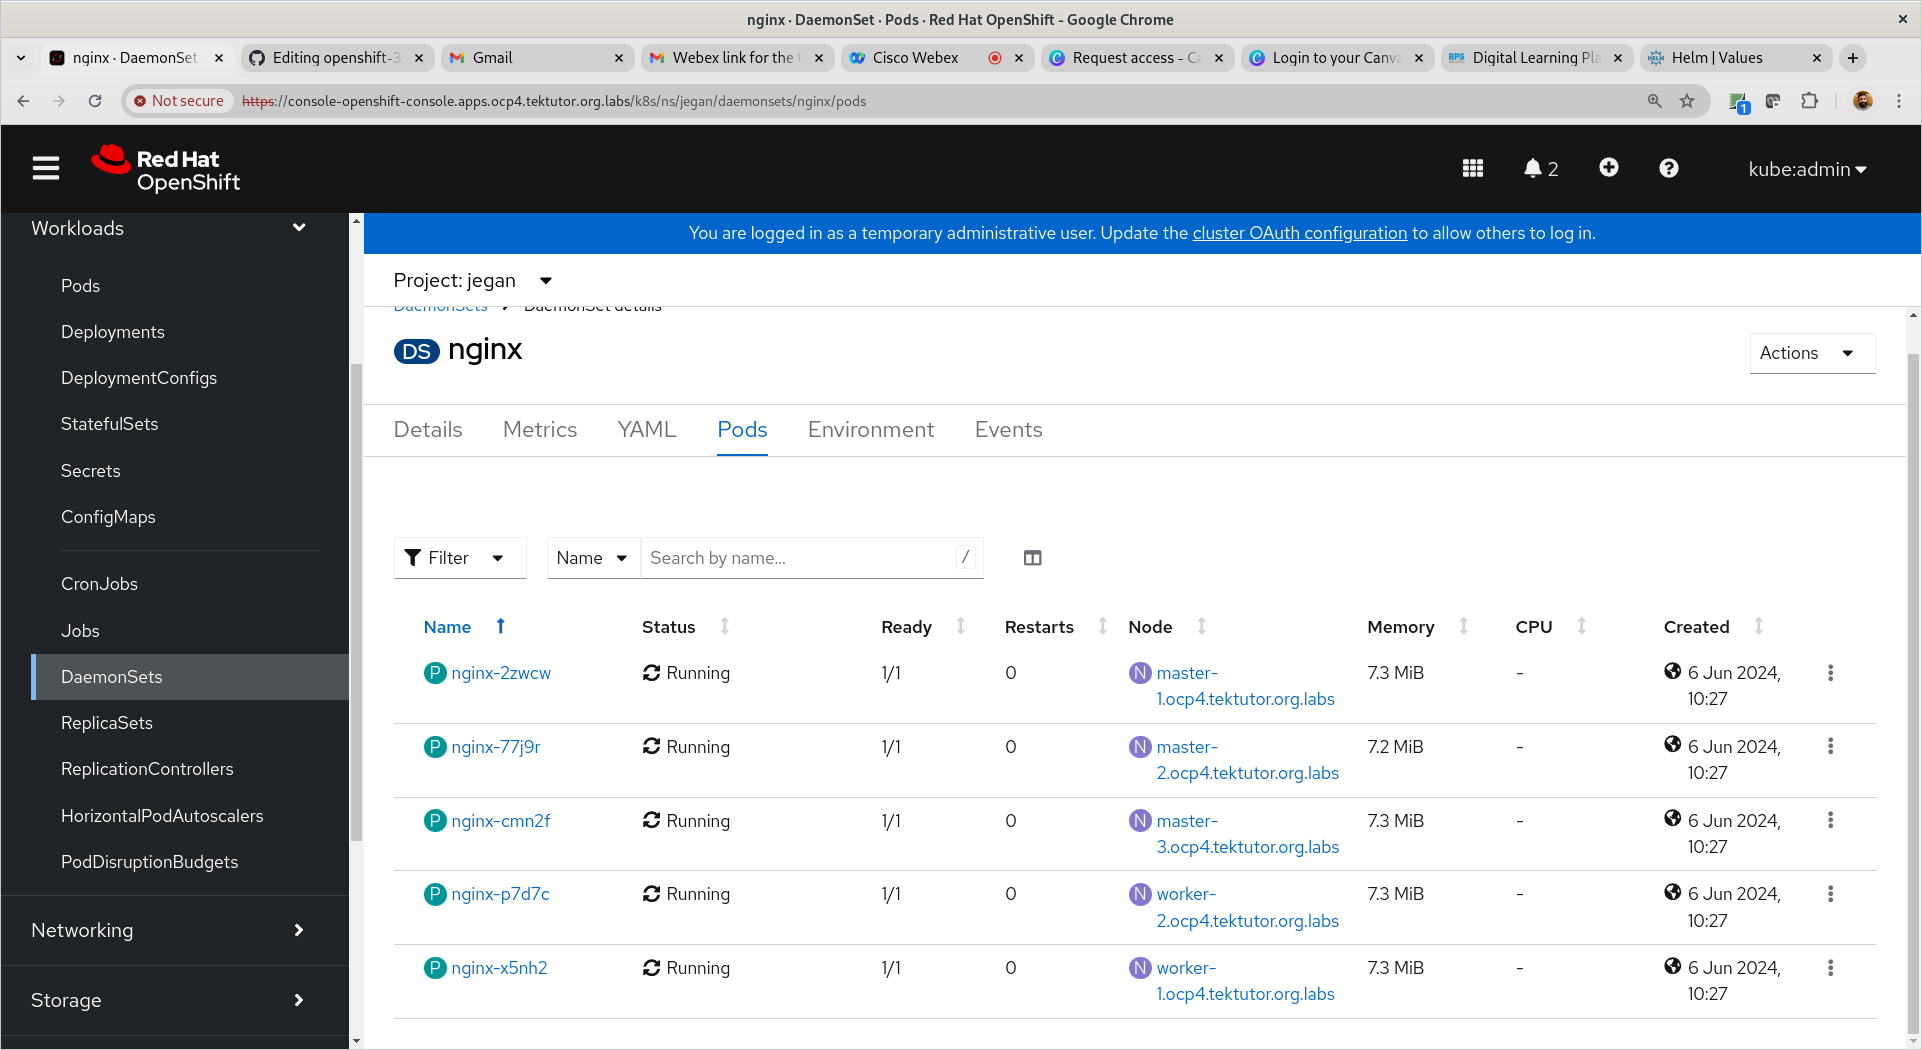 nginx · DaemonSet · Pods · Red Hat OpenShift - Google Chrome
nginx · DaemonSet
Editing openshift-3
Gmail
Webex link for the t
Cisco Webex
Request access - Ca
Login to your Canva
RPS Digital Learning Pla
HELM Helm | Values
Not secure
https://console-openshift-console.apps.ocp4.tektutor.org.labs/k8s/ns/jegan/daemonsets/nginx/pods
1
Red Hat
OpenShift
2
kube:admin
Workloads
Pods
Deployments
DeploymentConfigs
StatefulSets
Secrets
ConfigMaps
CronJobs
Jobs
DaemonSets
ReplicaSets
ReplicationControllers
HorizontalPodAutoscalers
PodDisruptionBudgets
Networking
Storage
You are logged in as a temporary administrative user. Update the cluster OAuth configuration to allow others to log in.
Project: jegan
DaemonSets > DaemonSet details
DS nginx
Actions
Details Metrics YAML Pods Environment Events
Filter Name Search by name... /
Name Status Ready Restarts Node Memory CPU Created
P nginx-2zwcw Running 1/1 0 N master- 7.3 MiB - 6 Jun 2024,
1.ocp4.tektutor.org.labs 10:27
P nginx-77j9r Running 1/1 0 N master- 7.2 MiB - 6 Jun 2024,
2.ocp4.tektutor.org.labs 10:27
P nginx-cmn2f Running 1/1 0 N master- 7.3 MiB - 6 Jun 2024,
3.ocp4.tektutor.org.labs 10:27
P nginx-p7d7c Running 1/1 0 N worker- 7.3 MiB - 6 Jun 2024,
2.ocp4.tektutor.org.labs 10:27
P nginx-x5nh2 Running 1/1 0 N worker- 7.3 MiB - 6 Jun 2024,
1.ocp4.tektutor.org.labs 10:27